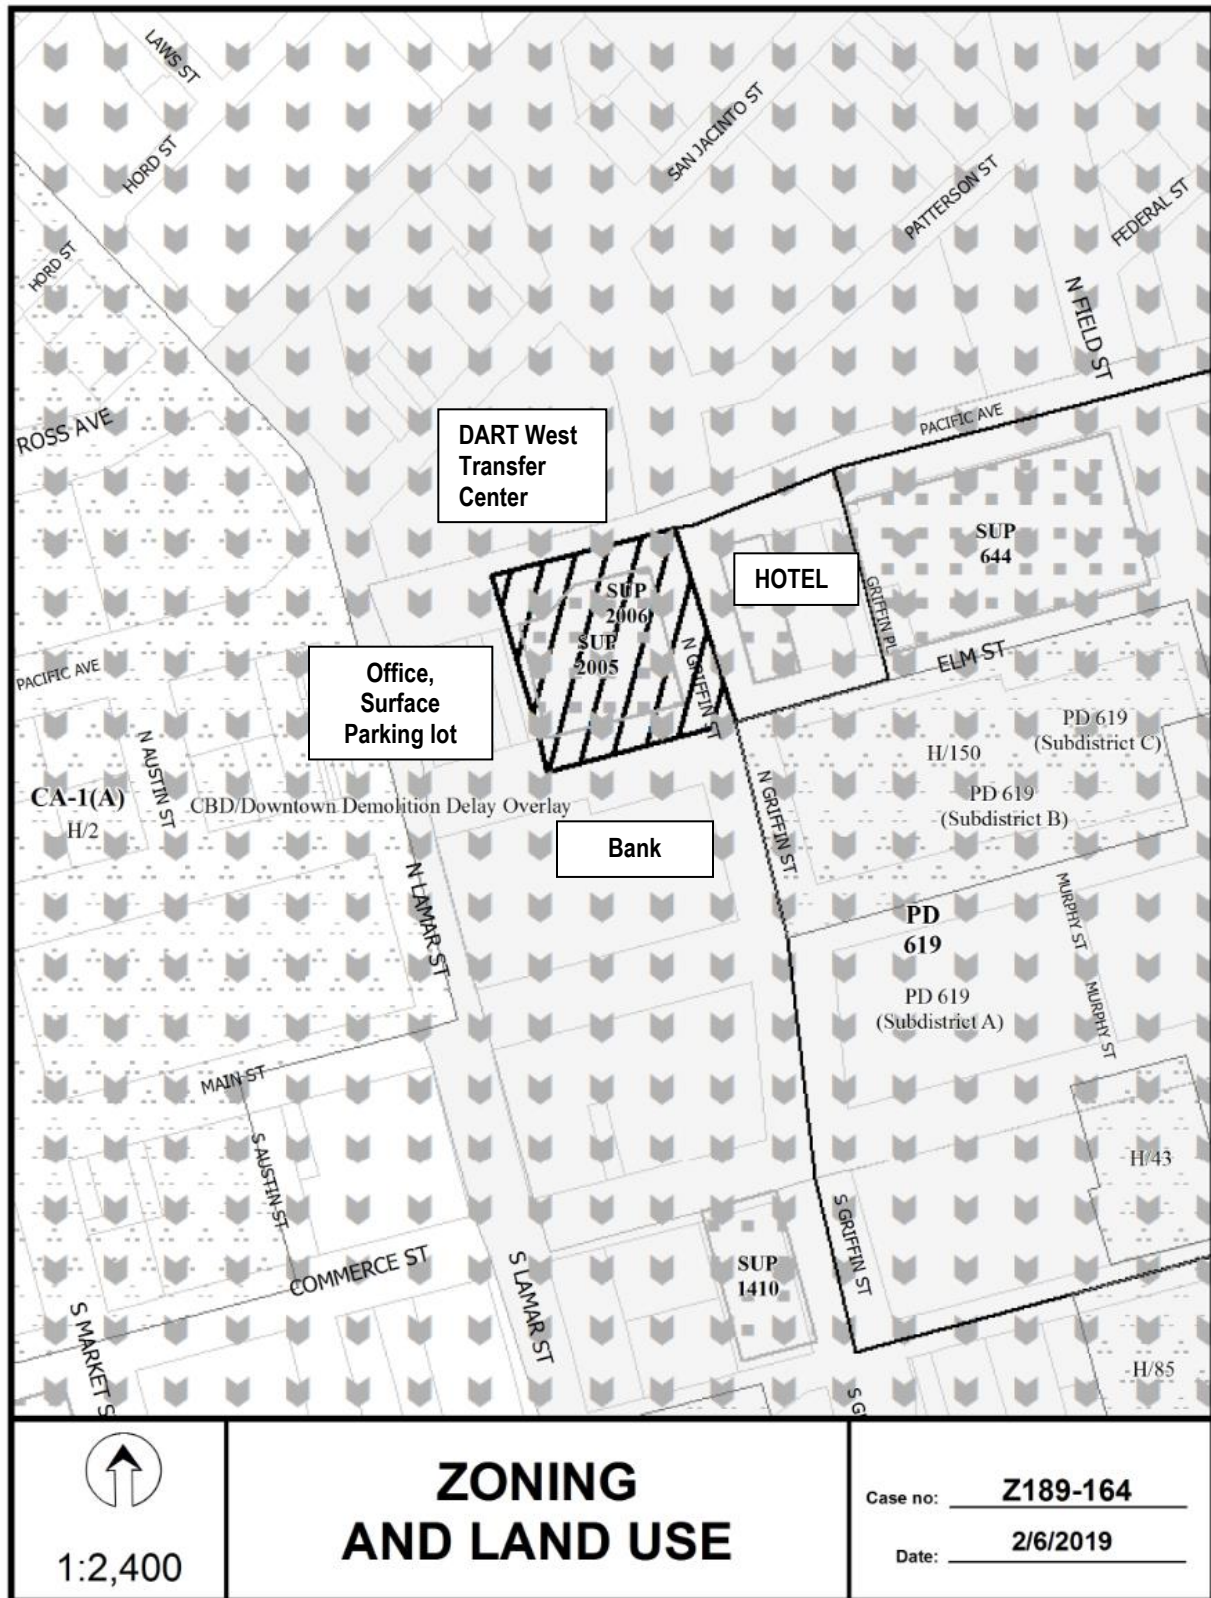 LAWS ST
HORD ST
SAN JACINTO ST
PATTERSON ST
FEDERAL ST
HORD ST
N FIELD ST
ROSS AVE
PACIFIC AVE
DART West
Transfer
Center
SUP
644
HOTEL
SUP
2006
SUP
2005
GRIFFIN PL
N GRIFFIN ST
ELM ST
PACIFIC AVE
Office,
Surface
Parking lot
PD 619
(Subdistrict C)
H/150
N AUSTIN ST
CA-1(A)
H/2
CBD/Downtown Demolition Delay Overlay
PD 619
(Subdistrict B)
N GRIFFIN ST
Bank
N LAMAR ST
MURPHY ST
PD
619
PD 619
(Subdistrict A)
MURPHY ST
MAIN ST
S AUSTIN ST
H/43
S GRIFFIN ST
COMMERCE ST
S LAMAR ST
SUP
1410
S MARKET S
H/85
S G
1:2,400
ZONING
AND LAND USE
Case no: Z189-164
Date: 2/6/2019